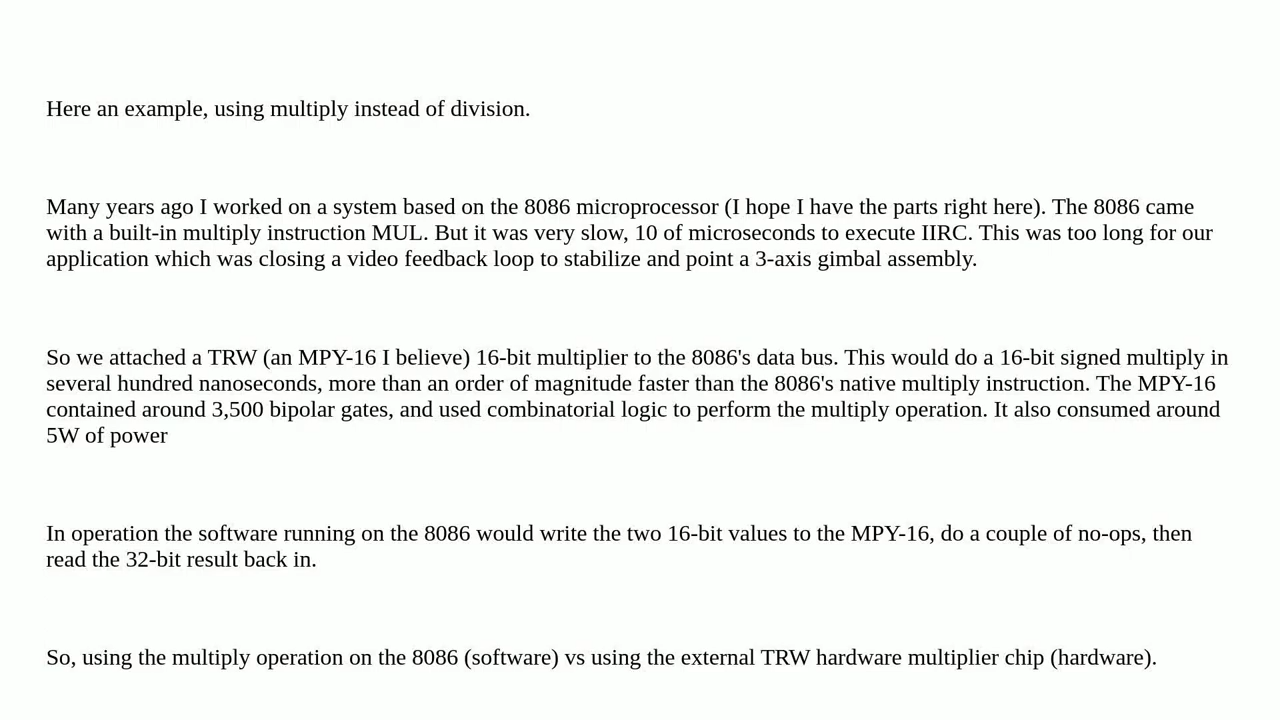 Here an example, using multiply instead of division.
Many years ago I worked on a system based on the 8086 microprocessor (I hope I have the parts right here). The 8086 came
with a built-in multiply instruction MUL. But it was very slow, 10 of microseconds to execute IIRC. This was too long for our
application which was closing a video feedback loop to stabilize and point a 3-axis gimbal assembly.
So we attached a TRW (an MPY-16 I believe) 16-bit multiplier to the 8086's data bus. This would do a 16-bit signed multiply in
several hundred nanoseconds, more than an order of magnitude faster than the 8086's native multiply instruction. The MPY-16
contained around 3,500 bipolar gates, and used combinatorial logic to perform the multiply operation. It also consumed around
5W of power
In operation the software running on the 8086 would write the two 16-bit values to the MPY-16, do a couple of no-ops, then
read the 32-bit result back in.
So, using the multiply operation on the 8086 (software) vs using the external TRW hardware multiplier chip (hardware).